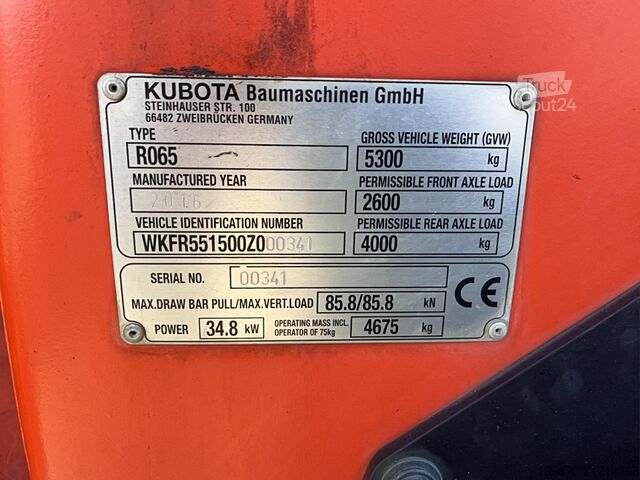 KUBOTA Baumaschinen GmbH
STEINHAUSER STR. 100
66482 ZWEIBRÜCKEN GERMANY
TYPE
R065
MANUFACTURED YEAR
2016
VEHICLE IDENTIFICATION NUMBER
WKFR551500Z000341
GROSS VEHICLE WEIGHT (GVW)
5300 kg
PERMISSIBLE FRONT AXLE LOAD
2600 kg
PERMISSIBLE REAR AXLE LOAD
4000 kg
SERIAL NO. 00341
MAX.DRAW BAR PULL/MAX.VERT.LOAD 85.8/85.8 kN
POWER 34.8 kW
OPERATING MASS INCL.
OPERATOR OF 75kg
4675 kg
CE
Truck
out24